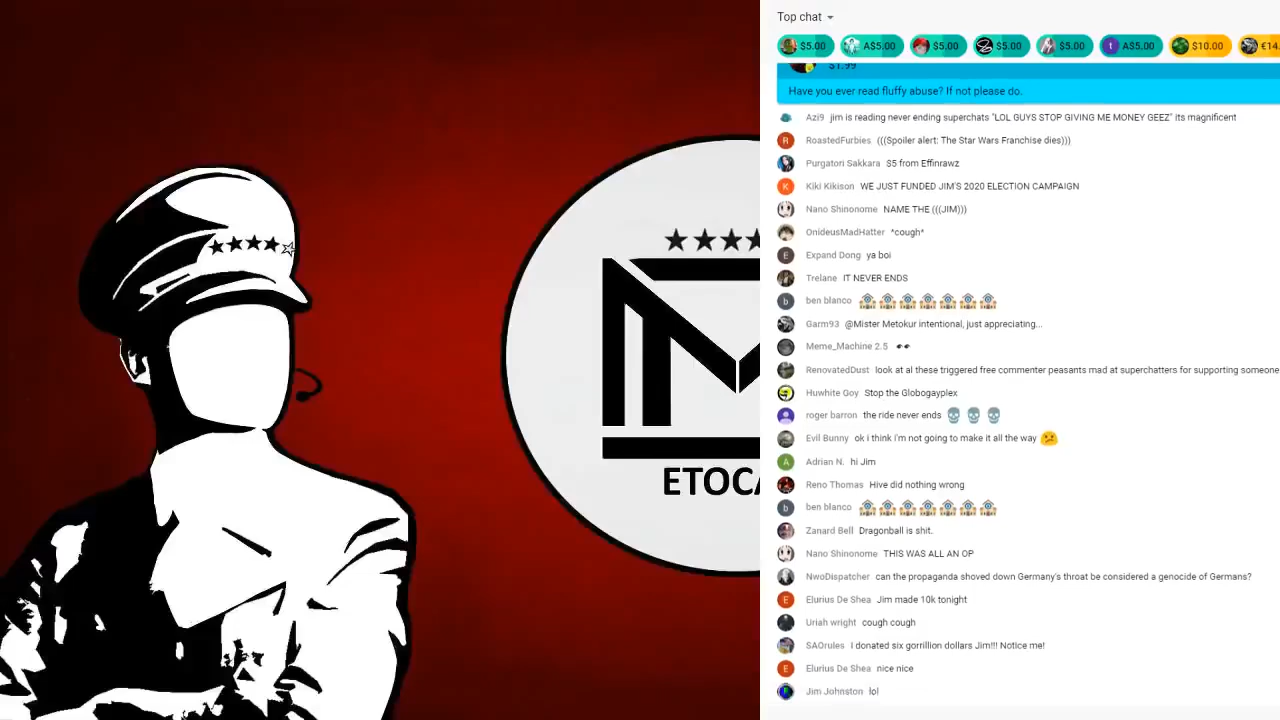 Top chat
$5.00 A$5.00 $5.00 $5.00 $5.00 t A$5.00 $10.00 €14.
$1.99
Have you ever read fluffy abuse? If not please do.
Azi9 jim is reading never ending superchats "LOL GUYS STOP GIVING ME MONEY GEEZ" its magnificent
R RoastedFurbies (((Spoiler alert: The Star Wars Franchise dies)))
Purgatori Sakkara $5 from Effinrawz
K Kiki Kikison WE JUST FUNDED JIM'S 2020 ELECTION CAMPAIGN
Nano Shinonome NAME THE (((JIM)))
OnideusMadHatter *cough*
E Expand Dong ya boi
Trelane IT NEVER ENDS
b ben blanco
Garm93 @Mister Metokur intentional, just appreciating...
Meme_Machine 2.5
RenovatedDust look at al these triggered free commenter peasants mad at superchatters for supporting someone
Huwhite Goy Stop the Globogayplex
roger barron the ride never ends
Evil Bunny ok i think i'm not going to make it all the way
A Adrian N. hi Jim
Reno Thomas Hive did nothing wrong
b ben blanco
Zanard Bell Dragonball is shit.
Nano Shinonome THIS WAS ALL AN OP
NwoDispatcher can the propaganda shoved down Germany's throat be considered a genocide of Germans?
E Elurius De Shea Jim made 10k tonight
Uriah wright cough cough
SAOrules I donated six gorrillion dollars Jim!!! Notice me!
E Elurius De Shea nice nice
Jim Johnston lol
M
ETOCA